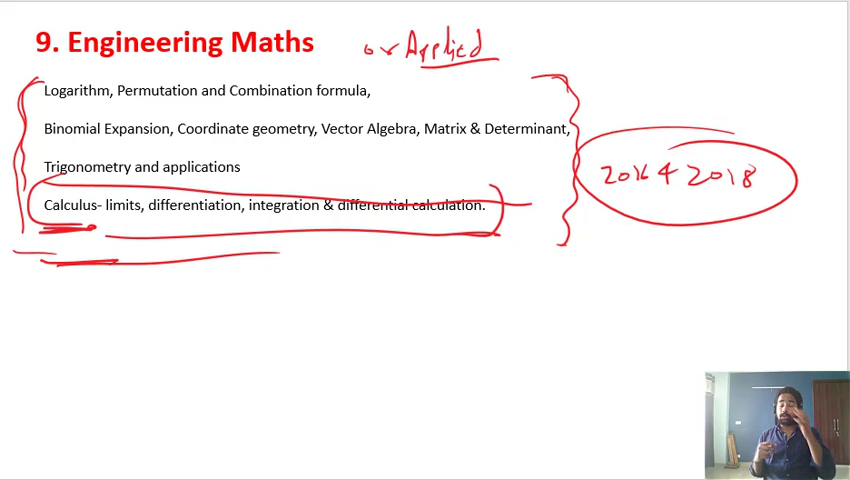 9. Engineering Maths or Applied
Logarithm, Permutation and Combination formula,
Binomial Expansion, Coordinate geometry, Vector Algebra, Matrix & Determinant,
Trigonometry and applications
2016 & 2018
Calculus- limits, differentiation, integration & differential calculation.